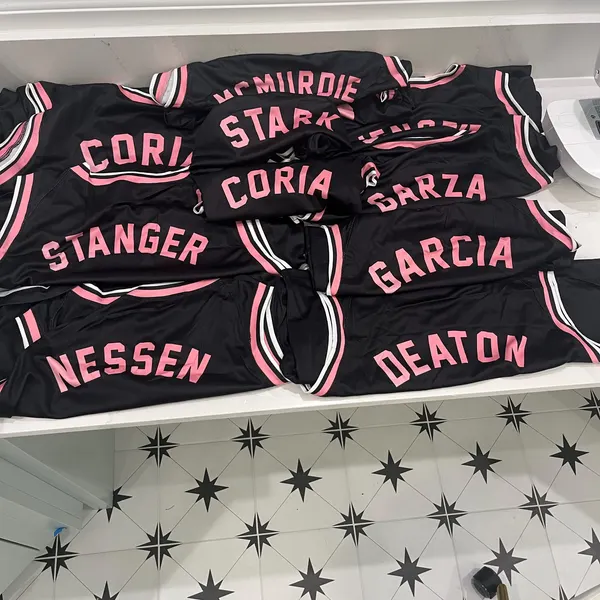 MCMURDIE
STARK
CORIA
CORIA
GARZA
STANGER
GARCIA
NESSEN
DEATON